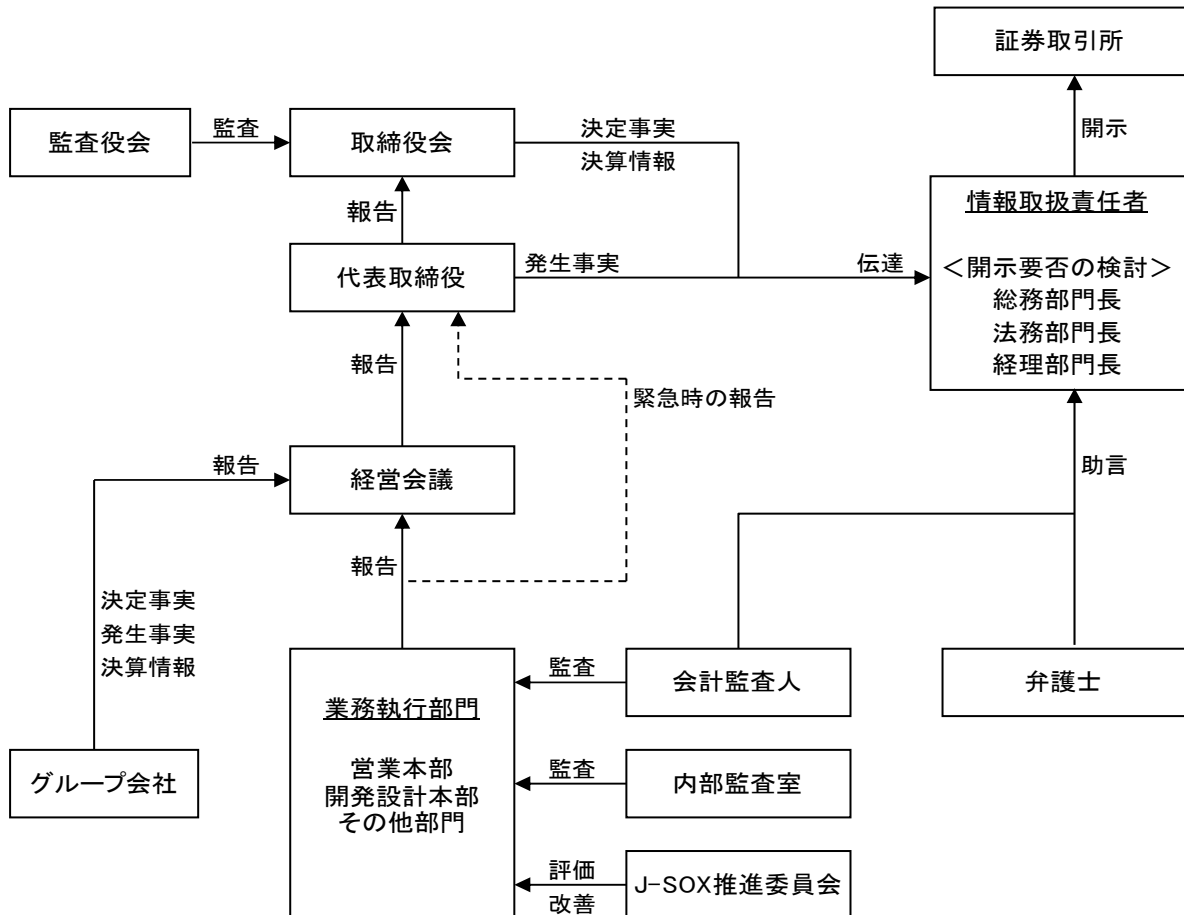 証券取引所
開示
監査役会
監査
取締役会
決定事実
決算情報
報告
代表取締役
発生事実
伝達
情報取扱責任者
＜開示要否の検討＞
総務部門長
法務部門長
経理部門長
報告
緊急時の報告
報告
経営会議
助言
報告
決定事実
発生事実
決算情報
グループ会社
業務執行部門
営業本部
開発設計本部
その他部門
監査
会計監査人
弁護士
監査
内部監査室
評価
改善
J-SOX推進委員会